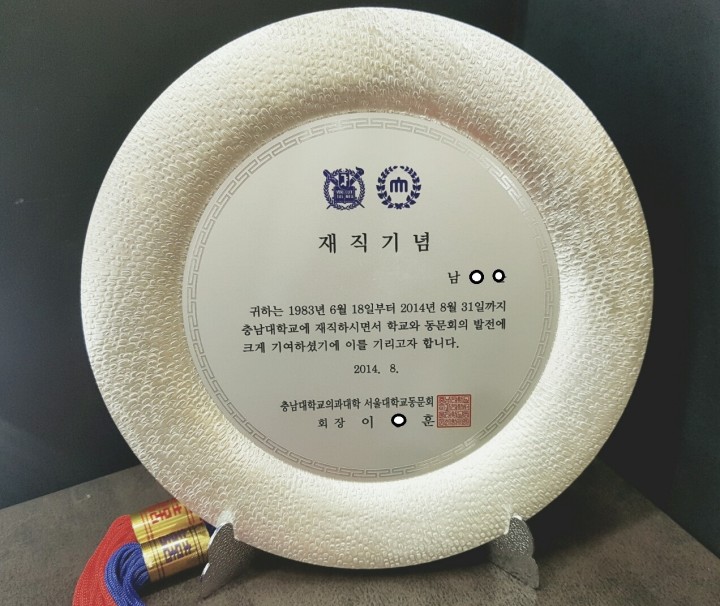 재직기념
남
귀하는 1983년 6월 18일부터 2014년 8월 31일까지
충남대학교에 재직하시면서 학교와 동문회의 발전에
크게 기여하셨기에 이를 기리고자 합니다.
2014. 8.
충남대학교의과대학 서울대학교동문회
회장 이 훈